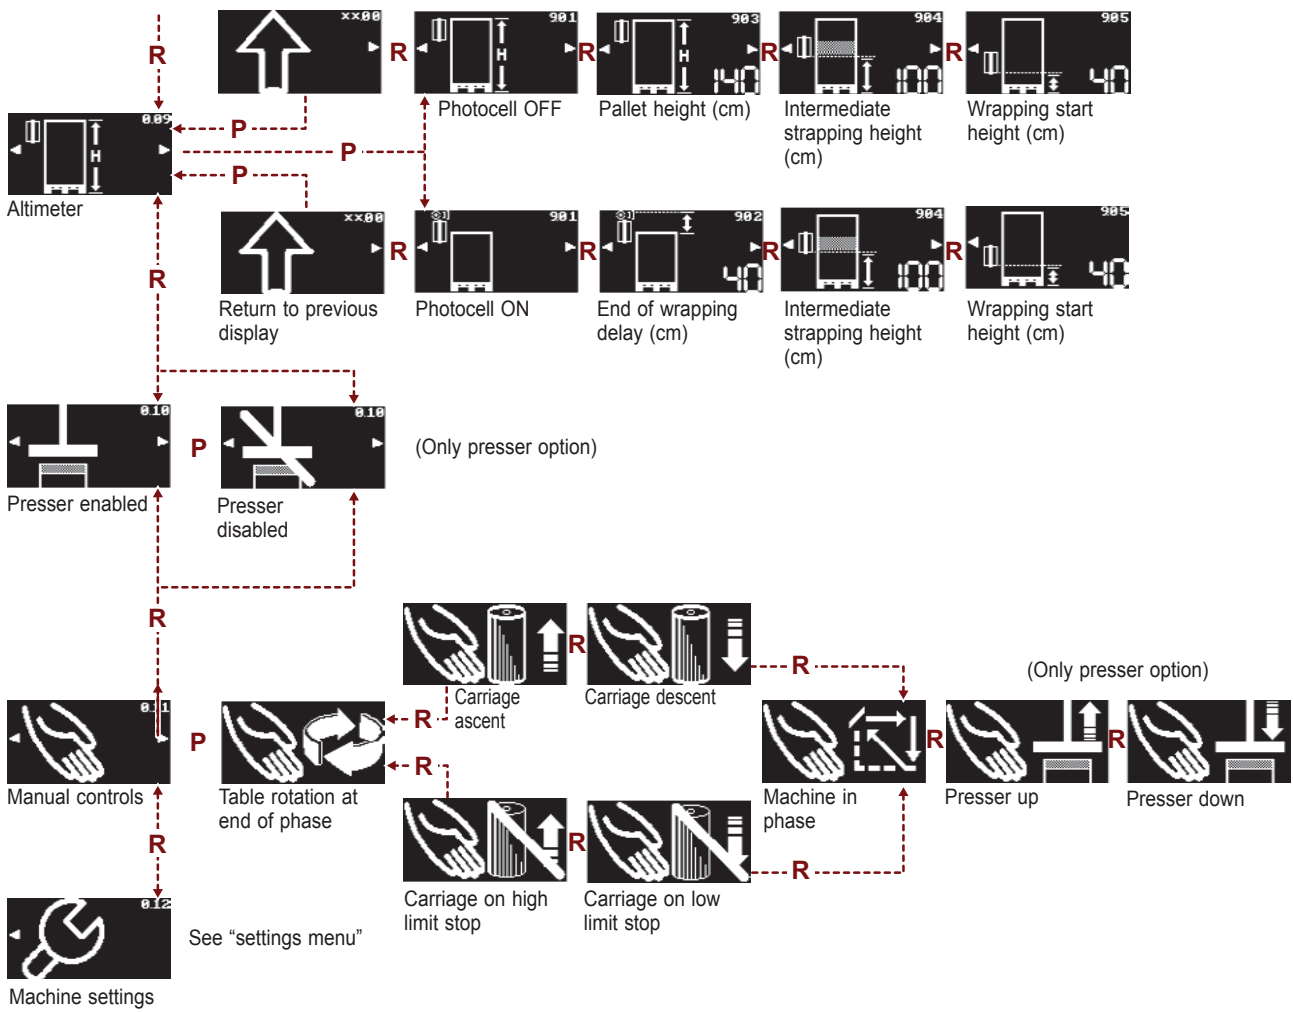 xx00
901
903
904
905
R
R
R
R
R
H
H
140
100
40
Photocell OFF
Pallet height (cm)
Intermediate
strapping height
(cm)
Wrapping start
height (cm)
0.09
P
H
P
P
Altimeter
xx00
901
902
904
905
R
R
R
R
R
40
100
40
Return to previous
display
Photocell ON
End of wrapping
delay (cm)
Intermediate
strapping height
(cm)
Wrapping start
height (cm)
0.10
0.10
P
(Only presser option)
Presser enabled
Presser
disabled
R
R
R
(Only presser option)
Carriage
ascent
Carriage descent
0.11
P
R
R
R
Manual controls
Table rotation at
end of phase
R
Machine in
phase
Presser up
Presser down
R
R
R
Carriage on high
limit stop
Carriage on low
limit stop
0.12
See “settings menu”
Machine settings